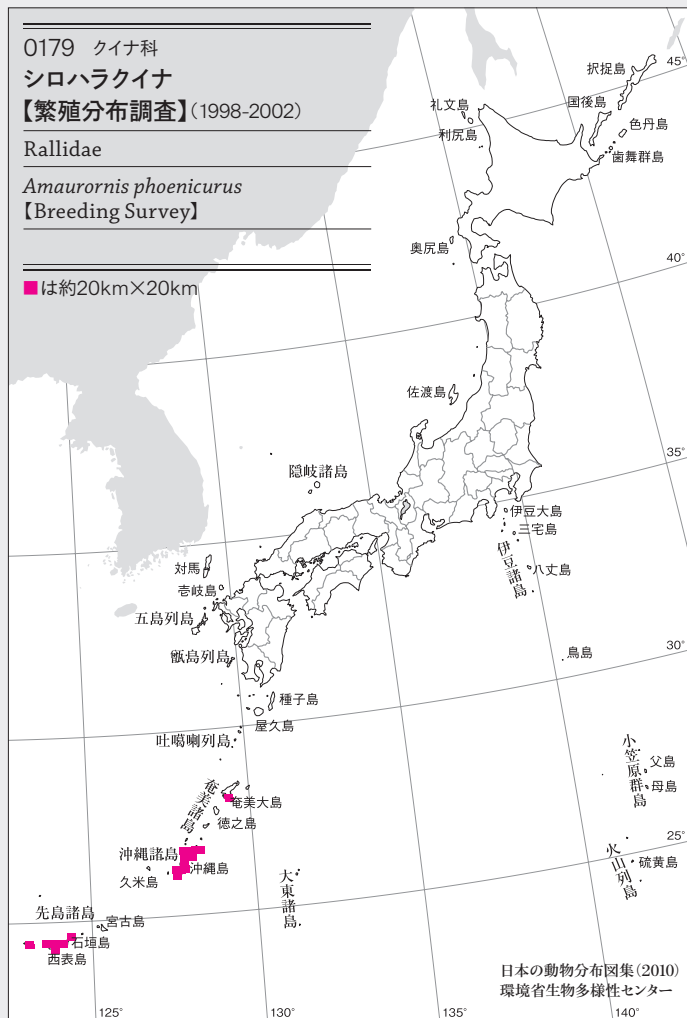 0179 クイナ科
シロハラクイナ
【繁殖分布調査】(1998-2002)
Rallidae
Amaurornis phoenicurus
【Breeding Survey】
■は約20km×20km
択捉島
45°
礼文島
国後島
色丹島
利尻島
歯舞群島
奥尻島
40°
佐渡島
35°
隠岐諸島
伊豆大島
三宅島
伊豆諸島
八丈島
対馬
壱岐島
五島列島
甑島列島
鳥島
30°
種子島
屋久島
吐噶喇列島
小笠原群島
父島
母島
奄美諸島
奄美大島
徳之島
25°
沖縄諸島
沖縄島
久米島
大東諸島
火山列島
硫黄島
先島諸島
宮古島
石垣島
西表島
日本の動物分布図集(2010)
環境省生物多様性センター
125°
130°
135°
140°